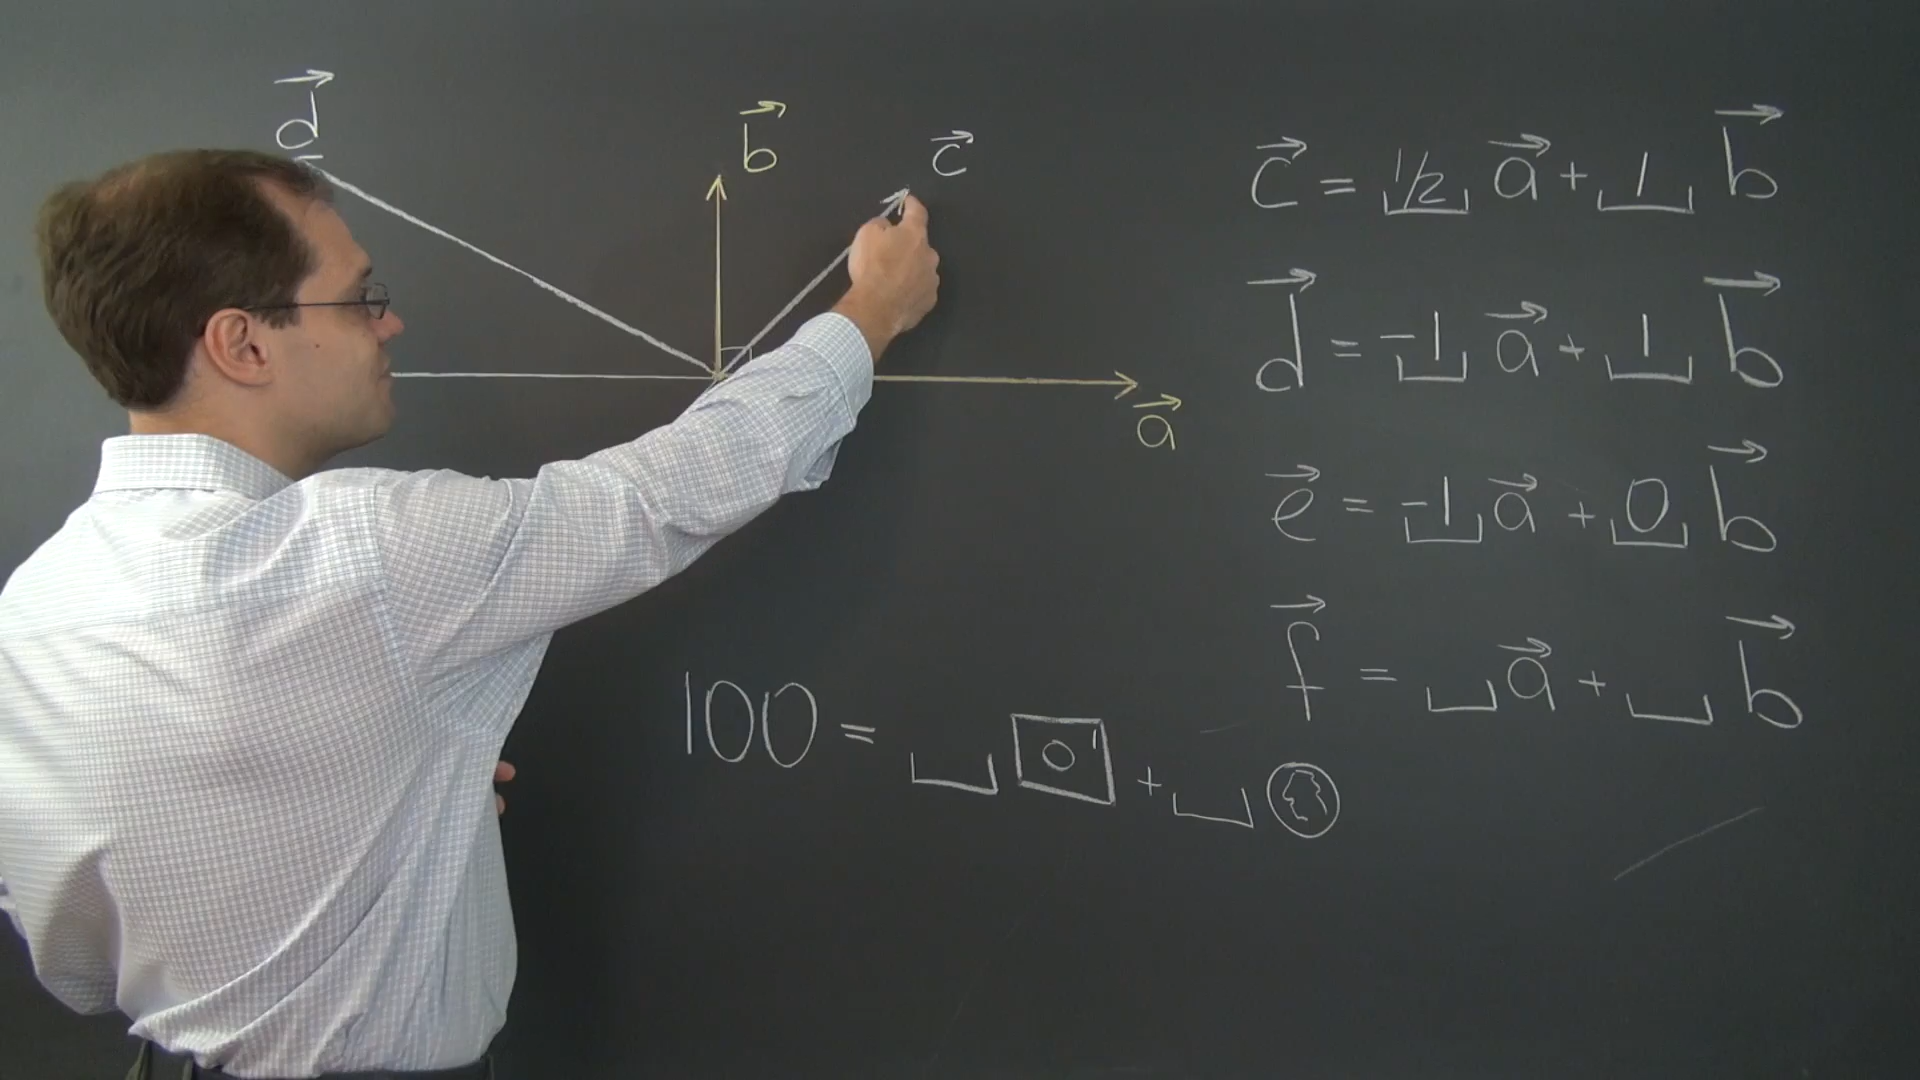 d⃗
b⃗
c⃗
a⃗
c⃗ = 1/2 a⃗ + 1 b⃗
d⃗ = -1 a⃗ + 1 b⃗
e⃗ = -1 a⃗ + 0 b⃗
f⃗ = ⎵ a⃗ + ⎵ b⃗
100 = ⎵ + ⎵